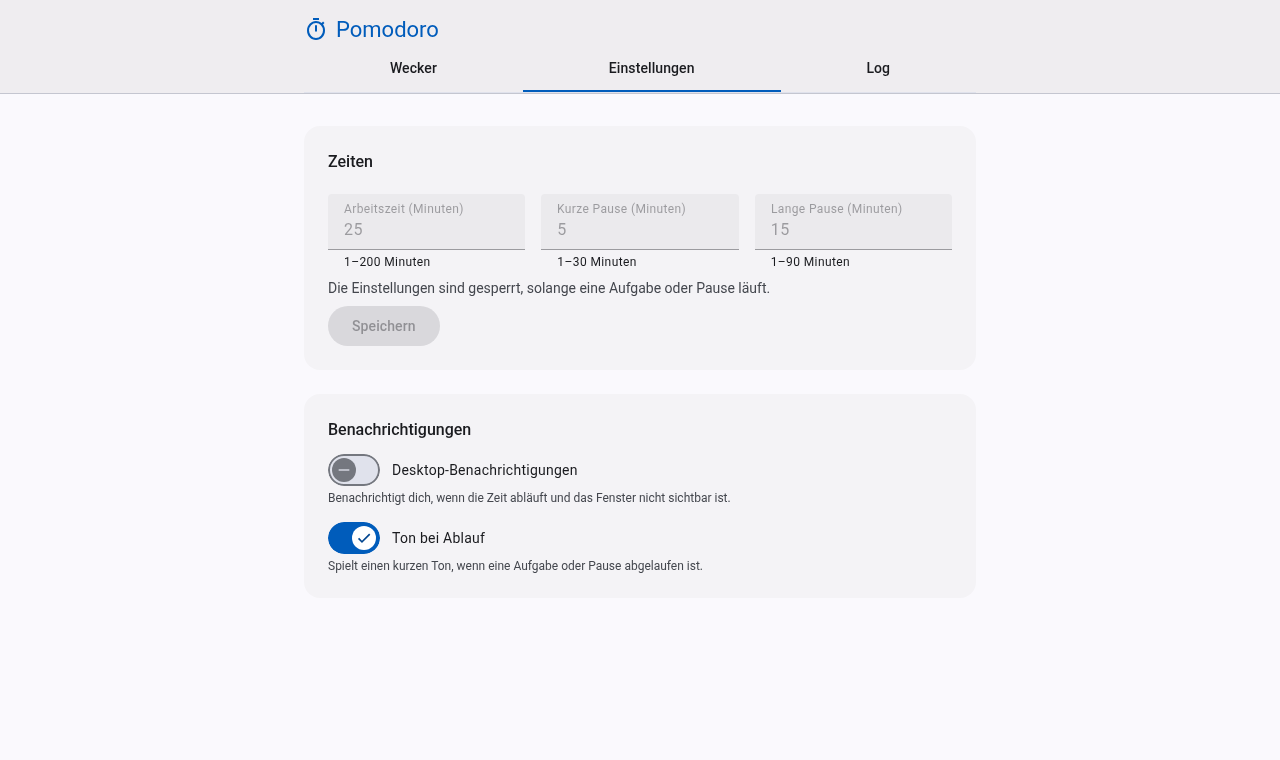 Pomodoro
Wecker Einstellungen Log
Zeiten
Arbeitszeit (Minuten) Kurze Pause (Minuten) Lange Pause (Minuten)
25 5 15
1–200 Minuten 1–30 Minuten 1–90 Minuten
Die Einstellungen sind gesperrt, solange eine Aufgabe oder Pause läuft.
Speichern
Benachrichtigungen
Desktop-Benachrichtigungen
Benachrichtigt dich, wenn die Zeit abläuft und das Fenster nicht sichtbar ist.
Ton bei Ablauf
Spielt einen kurzen Ton, wenn eine Aufgabe oder Pause abgelaufen ist.